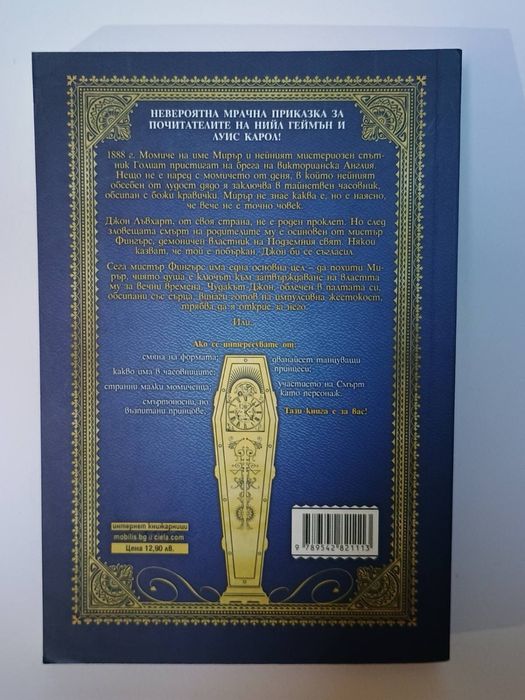 НЕВЕРОЯТНА МРАЧНА ПРИКАЗКА ЗА
ПОЧИТАТЕЛИТЕ НА НИЙЛ ГЕЙМЪН И
ЛУИС КАРОЛ!
1888 г. Момиче на име Мирър и нейният мистериозен спът-
ник Голиат пристигат на брега на викторианска Англия.
Нещо не е наред с момичето от деня, в който нейният
обсебен от лудост дядо я заключва в тайнствен часовник,
обсипан с божи кравички. Мирър не знае каква е, но е наясно,
че вече не е точно човек.
Джон Лъвхарт, от своя страна, не е роден проклет. Но след
зловещата смърт на родителите му е осиновен от мистър
Фингърс, демоничен властник на Подземния свят. Някои
казват, че той е побъркан. Джон би се съгласил.
Сега мистър Фингърс има една основна цел – да похити Ми-
рър, чиято душа е ключът към затвърждаване на властта
му за вечни времена. Чудакът Джон, облечен в палтата си,
обсипани със сърца, винаги готов на импулсивна жестокост,
трябва да я открие за него.
Или...
Ако се интересувате от:
смяна на формата;
какво има в часовниците;
странни малки момиченца;
смъртоносни, но
възпитани принцове,
дванайсет танцуващи
принцеси;
участието на Смърт
като персонаж.
Тази книга е за вас!
интернет книжарници
mobilis.bg // ciela.com
Цена 12,90 лв.
9 789542 821113